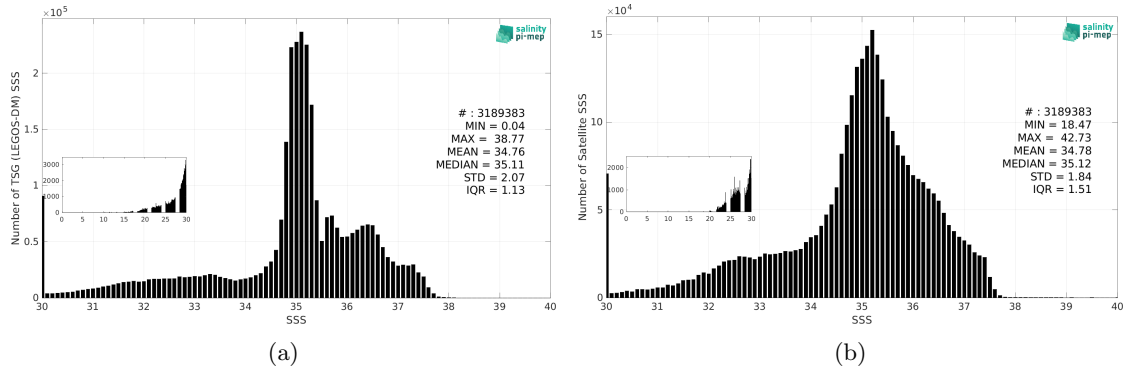 ×10^5
salinity
pi-mep
2
1.5
1
0.5
0
Number of TSG (LEGOS-DM) SSS
# : 3189383
MIN = 0.04
MAX = 38.77
MEAN = 34.76
MEDIAN = 35.11
STD = 2.07
IQR = 1.13
3000
2000
1000
0
0 5 10 15 20 25 30
30 31 32 33 34 35 36 37 38 39 40
SSS
(a)
×10^4
salinity
pi-mep
15
10
5
0
Number of Satellite SSS
# : 3189383
MIN = 18.47
MAX = 42.73
MEAN = 34.78
MEDIAN = 35.12
STD = 1.84
IQR = 1.51
2000
1000
0
0 5 10 15 20 25 30
30 31 32 33 34 35 36 37 38 39 40
SSS
(b)